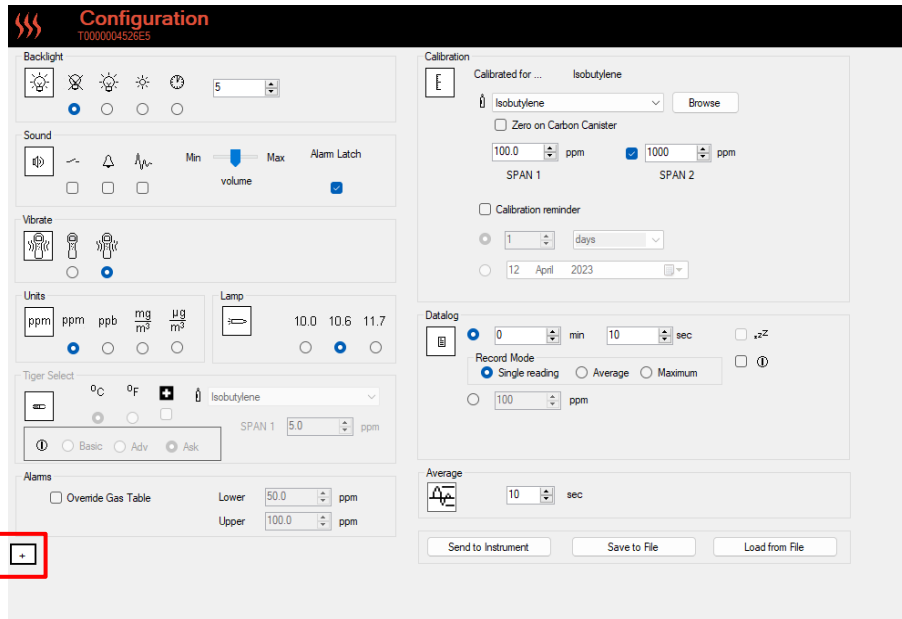 Configuration
T0000004526E5
Backlight
5
Sound
Min
Max
volume
Alarm Latch
Vibrate
Units
ppm
ppm ppb mg/m³ µg/m³
Lamp
10.0 10.6 11.7
Tiger Select
⁰C ⁰F
Isobutylene
SPAN 1 5.0 ppm
Basic Adv Ask
Alarms
Override Gas Table
Lower 50.0 ppm
Upper 100.0 ppm
+
Calibration
Calibrated for ... Isobutylene
Isobutylene
Browse
Zero on Carbon Canister
100.0 ppm 1000 ppm
SPAN 1 SPAN 2
Calibration reminder
1 days
12 April 2023
Datalog
0 min 10 sec
zzZ
Record Mode
Single reading Average Maximum
100 ppm
Average
10 sec
Send to Instrument Save to File Load from File